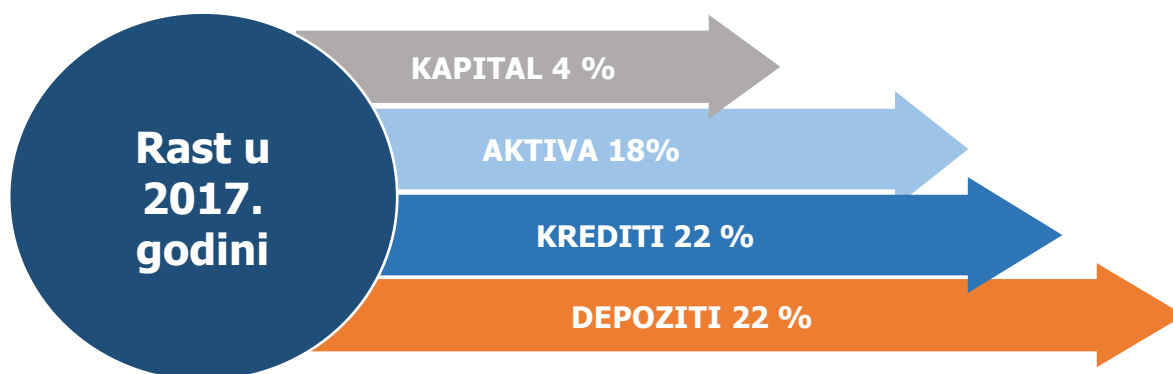 Rast u
2017.
godini
KAPITAL 4 %
AKTIVA 18%
KREDITI 22 %
DEPOZITI 22 %